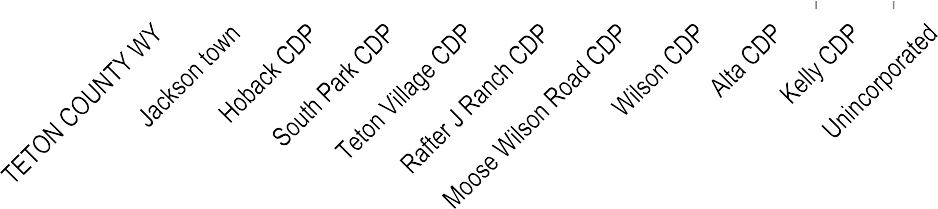 TETON COUNTY WY
Jackson town
Hoback CDP
South Park CDP
Teton Village CDP
Rafter J Ranch CDP
Moose Wilson Road CDP
Wilson CDP
Alta CDP
Kelly CDP
Unincorporated